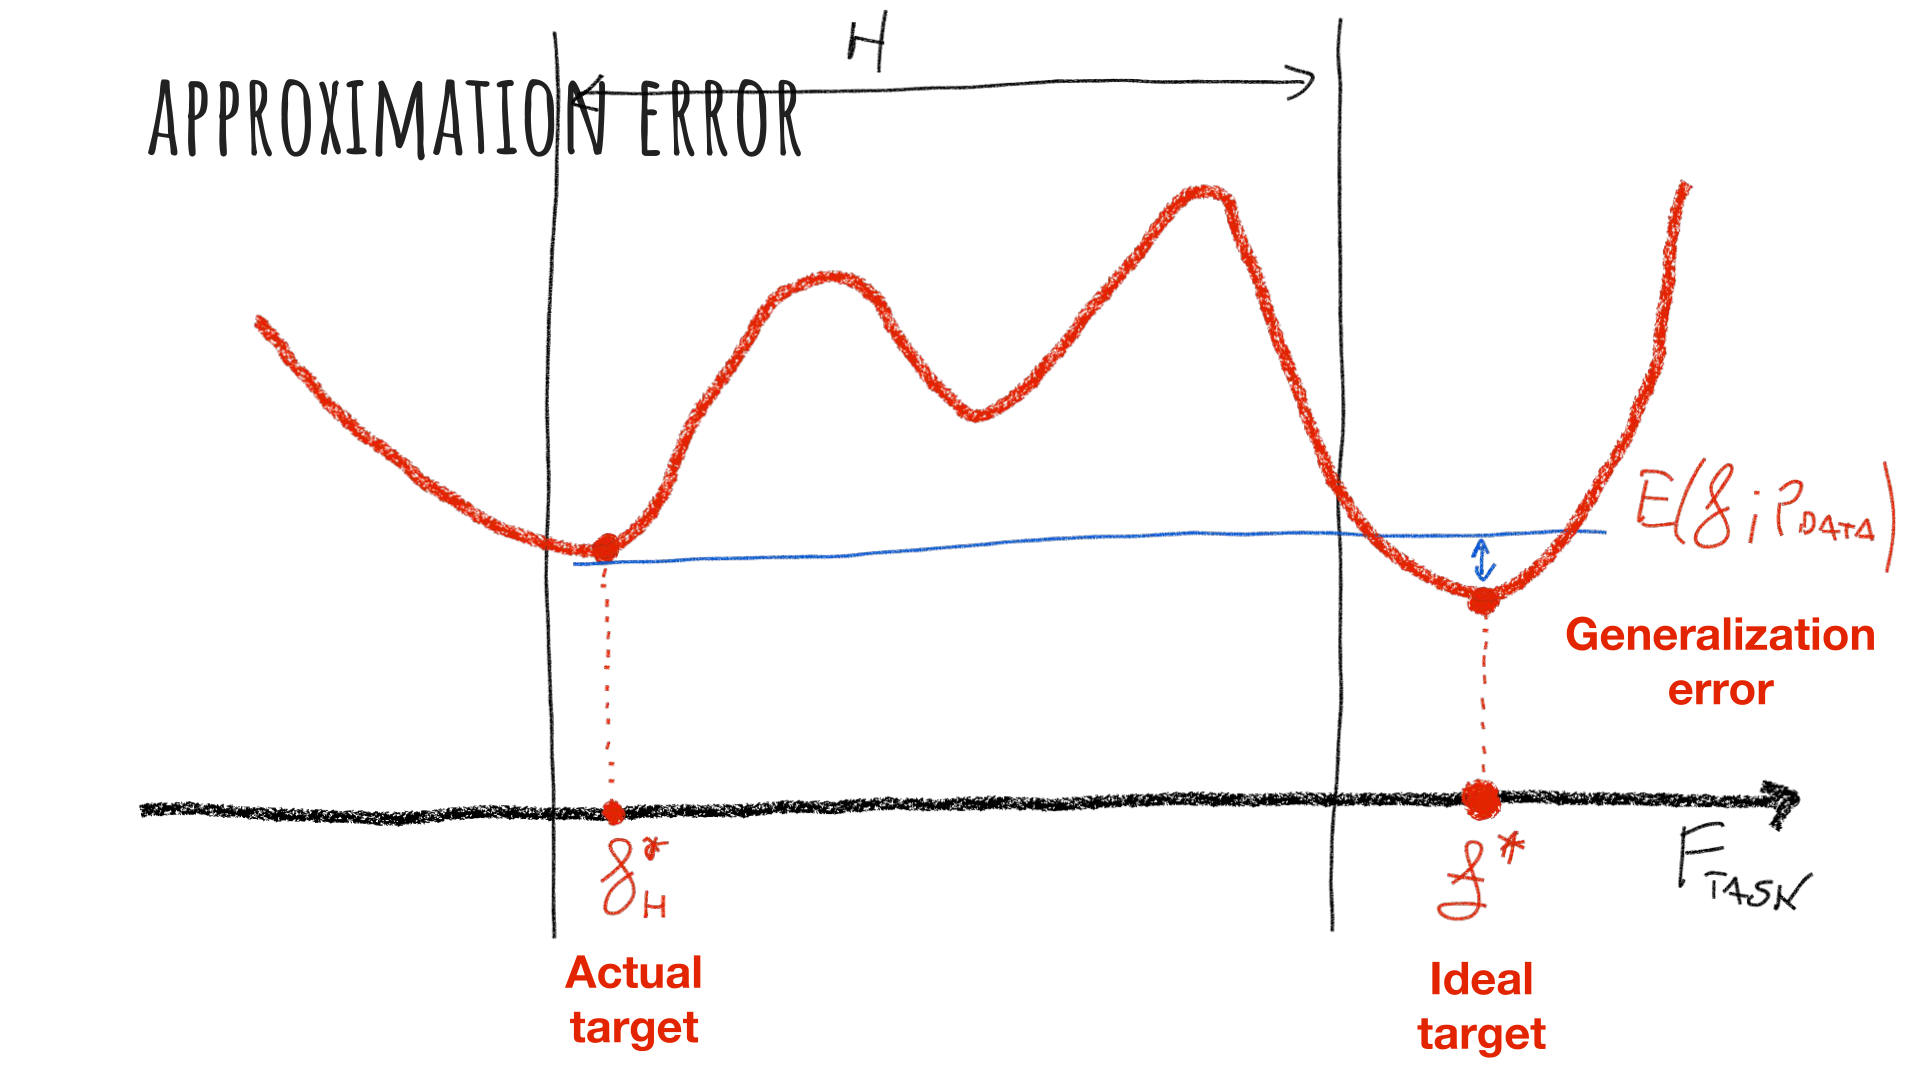 H
APPROXIMATION ERROR
E(f; PDATA)
Generalization
error
f*H
f*
FTASK
Actual
target
Ideal
target